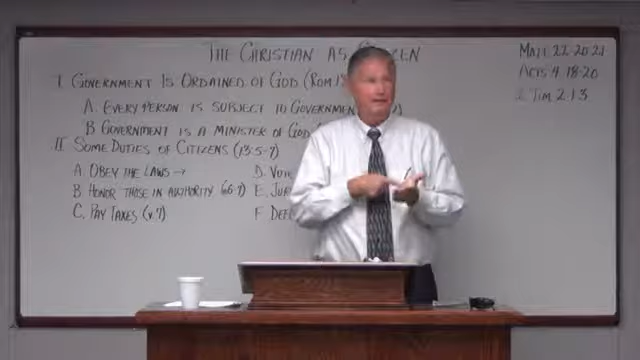 THE CHRISTIAN AS CITIZEN
I. GOVERNMENT IS ORDAINED OF GOD (ROM 13
A. EVERY PERSON IS SUBJECT TO GOVERNMENT
B GOVERNMENT IS A MINISTER OF GOD
II SOME DUTIES OF CITIZENS (13:5-7)
A. OBEY THE LAWS →
B HONOR THOSE IN AUTHORITY
C. PAY TAXES (v.7)
D. VOT
E. JUR
F DEF
MATT 22:20-21
ACTS 4:18-20
TIM 2:1-3